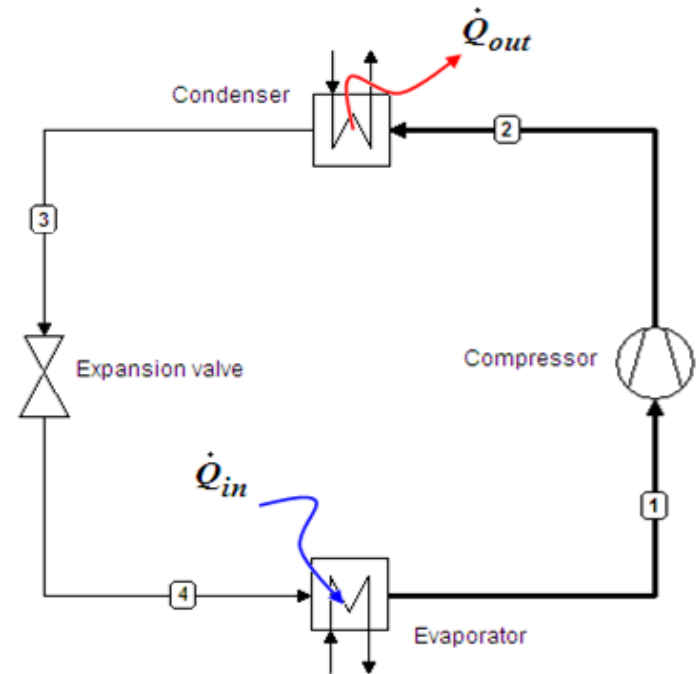 Q̇out
Condenser
2
3
Expansion valve
Compressor
Q̇in
1
4
Evaporator